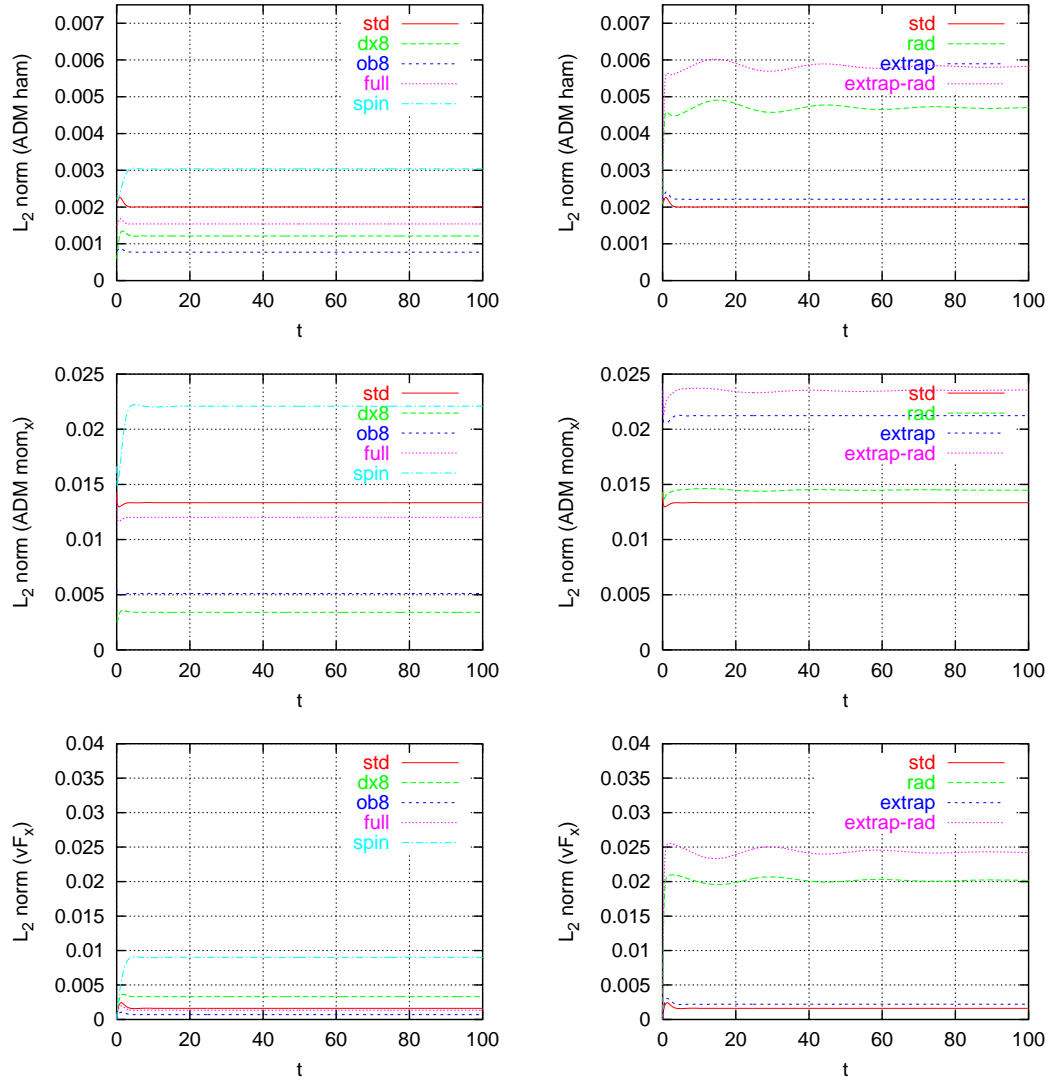 0.007
0.006
0.005
0.004
0.003
0.002
0.001
0
L2 norm (ADM ham)
std
dx8
ob8
full
spin
0 20 40 60 80 100
t
0.007
0.006
0.005
0.004
0.003
0.002
0.001
0
L2 norm (ADM ham)
std
rad
extrap
extrap-rad
0 20 40 60 80 100
t
0.025
0.02
0.015
0.01
0.005
0
L2 norm (ADM momx)
std
dx8
ob8
full
spin
0 20 40 60 80 100
t
0.025
0.02
0.015
0.01
0.005
0
L2 norm (ADM momx)
std
rad
extrap
extrap-rad
0 20 40 60 80 100
t
0.04
0.035
0.03
0.025
0.02
0.015
0.01
0.005
0
L2 norm (vFx)
std
dx8
ob8
full
spin
0 20 40 60 80 100
t
0.04
0.035
0.03
0.025
0.02
0.015
0.01
0.005
0
L2 norm (vFx)
std
rad
extrap
extrap-rad
0 20 40 60 80 100
t